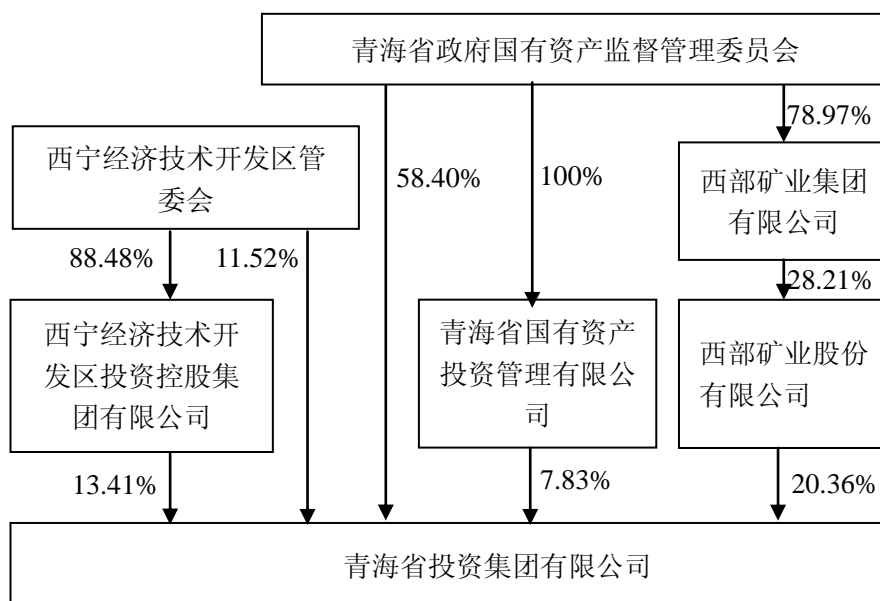 青海省政府国有资产监督管理委员会
78.97%
西宁经济技术开发区管
委会
58.40%
100%
西部矿业集团
有限公司
88.48%
11.52%
28.21%
西宁经济技术开
发区投资控股集
团有限公司
青海省国有资产
投资管理有限公
司
西部矿业股份
有限公司
13.41%
7.83%
20.36%
青海省投资集团有限公司